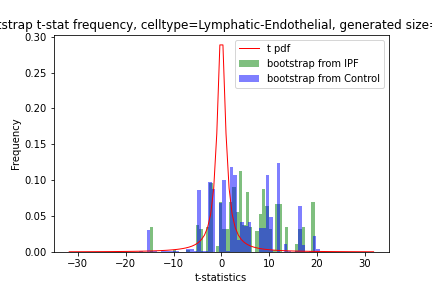 tstrap t-stat frequency, celltype=Lymphatic-Endothelial, generated size=
t pdf
bootstrap from IPF
bootstrap from Control
Frequency
0.30
0.25
0.20
0.15
0.10
0.05
0.00
−30 −20 −10 0 10 20 30
t-statistics